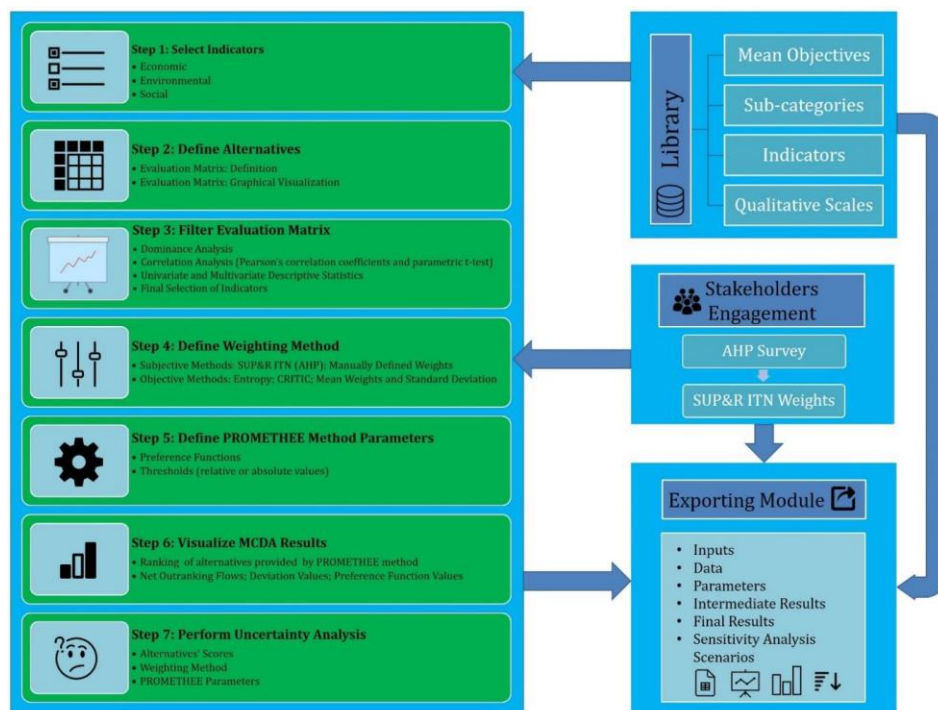 Step 1: Select Indicators
• Economic
• Environmental
• Social
Step 2: Define Alternatives
• Evaluation Matrix: Definition
• Evaluation Matrix: Graphical Visualization
Step 3: Filter Evaluation Matrix
• Dominance Analysis
• Correlation Analysis (Pearson's correlation coefficients and parametric t-test)
• Univariate and Multivariate Descriptive Statistics
• Final Selection of Indicators
Step 4: Define Weighting Method
• Subjective Methods: SUP&R ITN (AHP); Manually Defined Weights
• Objective Methods: Entropy; CRITIC; Mean Weights and Standard Deviation
Step 5: Define PROMETHEE Method Parameters
• Preference Functions
• Thresholds (relative or absolute values)
Step 6: Visualize MCDA Results
• Ranking of alternatives provided by PROMETHEE method
• Net Outranking Flows; Deviation Values; Preference Function Values
Step 7: Perform Uncertainty Analysis
• Alternatives' Scores
• Weighting Method
• PROMETHEE Parameters
Library
Mean Objectives
Sub-categories
Indicators
Qualitative Scales
Stakeholders
Engagement
AHP Survey
SUP&R ITN Weights
Exporting Module
• Inputs
• Data
• Parameters
• Intermediate Results
• Final Results
• Sensitivity Analysis
Scenarios